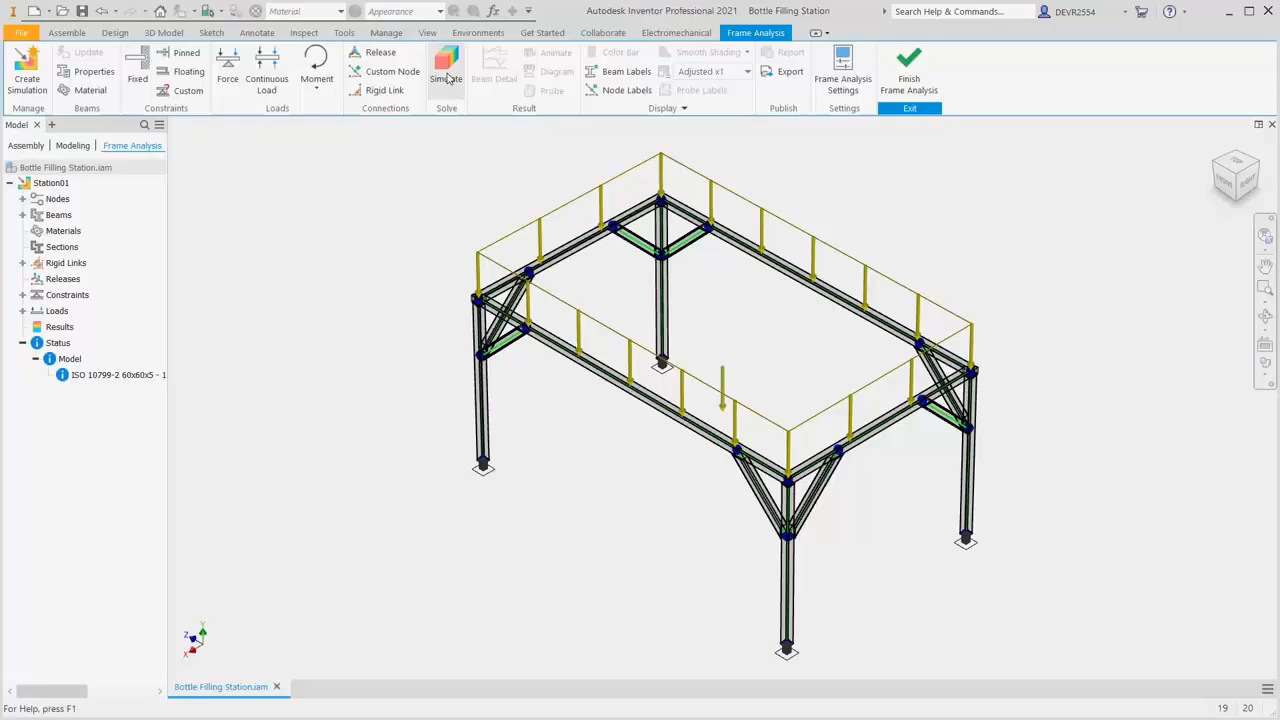 Material
Appearance
fx
Autodesk Inventor Professional 2021
Bottle Filling Station
Search Help & Commands...
DEVR2554
File
Assemble
Design
3D Model
Sketch
Annotate
Inspect
Tools
Manage
View
Environments
Get Started
Collaborate
Electromechanical
Frame Analysis
Create Simulation
Update
Properties
Material
Fixed
Pinned
Floating
Custom
Force
Continuous Load
Moment
Release
Custom Node
Rigid Link
Simulate
Beam Detail
Animate
Diagram
Probe
Color Bar
Beam Labels
Node Labels
Smooth Shading
Adjusted x1
Probe Labels
Report
Export
Frame Analysis Settings
Finish Frame Analysis
Manage
Beams
Constraints
Loads
Connections
Solve
Result
Display
Publish
Settings
Exit
Model
Assembly
Modeling
Frame Analysis
Bottle Filling Station.iam
Station01
Nodes
Beams
Materials
Sections
Rigid Links
Releases
Constraints
Loads
Results
Status
Model
ISO 10799-2 60x60x5 - 1
TOP
FRONT
RIGHT
Y
Z
X
Bottle Filling Station.iam
For Help, press F1
19
20